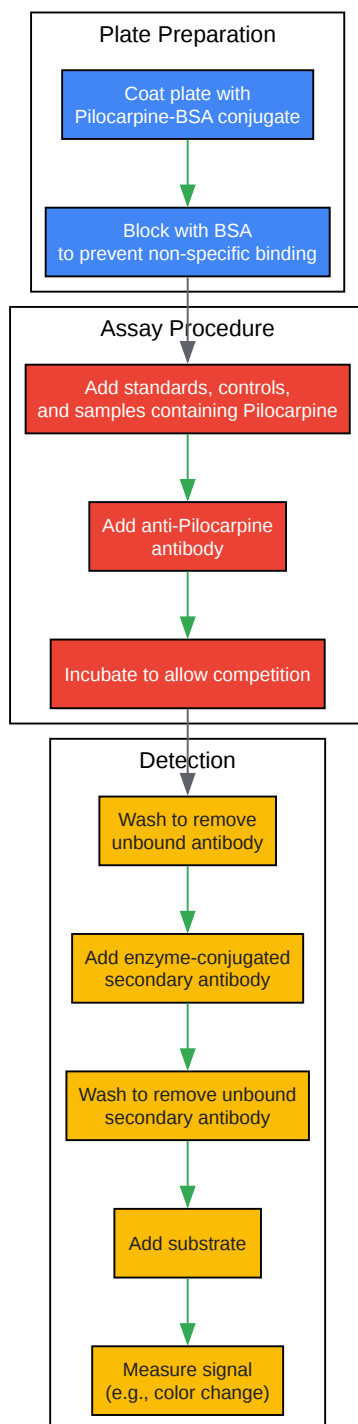 Plate Preparation
Coat plate with
Pilocarpine-BSA conjugate
Block with BSA
to prevent non-specific binding
Assay Procedure
Add standards, controls,
and samples containing Pilocarpine
Add anti-Pilocarpine
antibody
Incubate to allow competition
Detection
Wash to remove
unbound antibody
Add enzyme-conjugated
secondary antibody
Wash to remove unbound
secondary antibody
Add substrate
Measure signal
(e.g., color change)